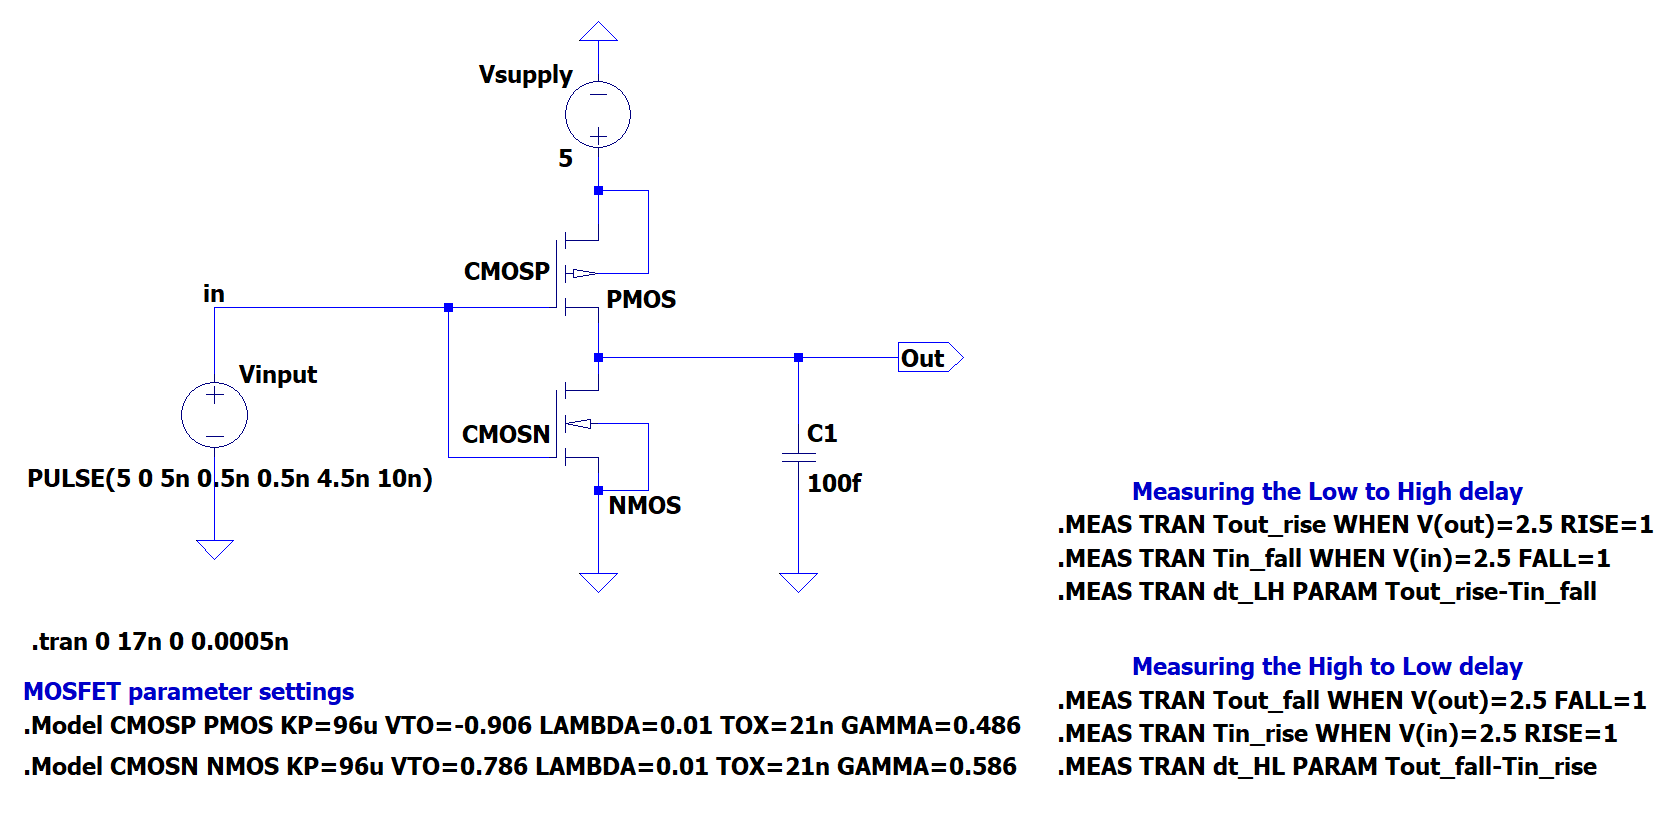 Vsupply
5
CMOSP
PMOS
in
Vinput
Out
CMOSN
C1
PULSE(5 0 5n 0.5n 0.5n 4.5n 10n)
100f
NMOS
Measuring the Low to High delay
.MEAS TRAN Tout_rise WHEN V(out)=2.5 RISE=1
.MEAS TRAN Tin_fall WHEN V(in)=2.5 FALL=1
.MEAS TRAN dt_LH PARAM Tout_rise-Tin_fall
.tran 0 17n 0 0.0005n
MOSFET parameter settings
.Model CMOSP PMOS KP=96u VTO=-0.906 LAMBDA=0.01 TOX=21n GAMMA=0.486
.Model CMOSN NMOS KP=96u VTO=0.786 LAMBDA=0.01 TOX=21n GAMMA=0.586
Measuring the High to Low delay
.MEAS TRAN Tout_fall WHEN V(out)=2.5 FALL=1
.MEAS TRAN Tin_rise WHEN V(in)=2.5 RISE=1
.MEAS TRAN dt_HL PARAM Tout_fall-Tin_rise